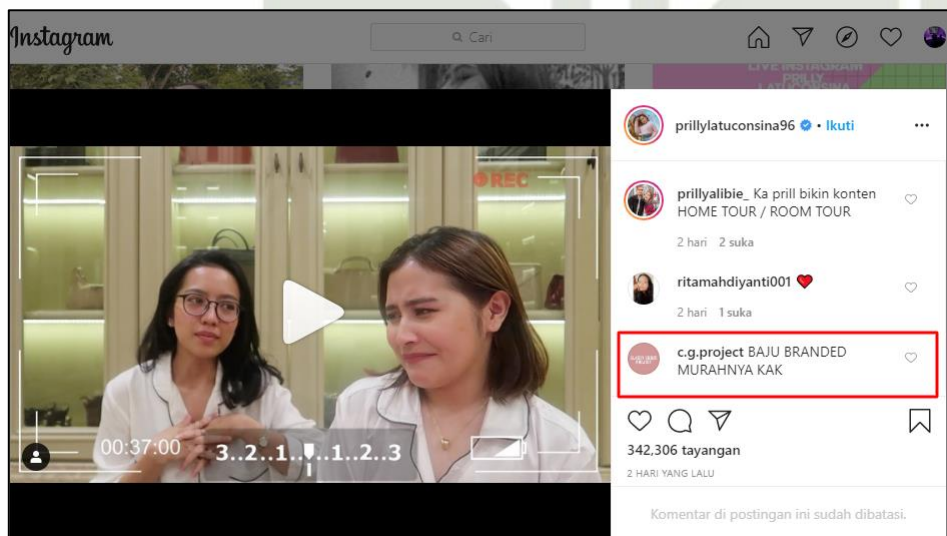 Instagram
Cari
LIVE INSTAGRAM
PRILLY
LATUCONSINA
prillylatuconsina96 • Ikuti
REC
prillyalibie_ Ka prill bikin konten
HOME TOUR / ROOM TOUR
2 hari 2 suka
ritamahdiyanti001 ❤
2 hari 1 suka
c.g.project BAJU BRANDED
MURAHNYA KAK
00:37:00
3..2..1..0..1..2..3
342,306 tayangan
2 HARI YANG LALU
Komentar di postingan ini sudah dibatasi.